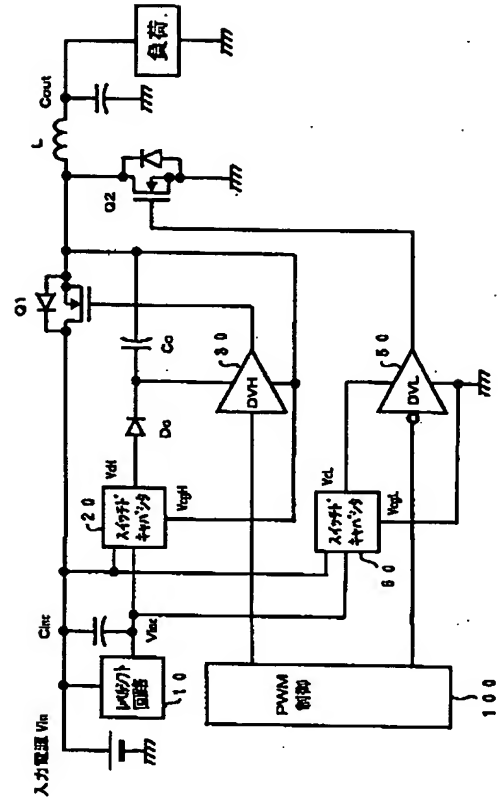 入力電源 Vin
Cinc
Vinc
レベルシフト
回路
10
20
スイッチド
キャパシタ
VcH
VcgH
Do
Co
Q1
L
Cout
負荷
Q2
DVH
30
スイッチド
キャパシタ
60
VcL
VcgL
DVL
50
PWM
制御
100